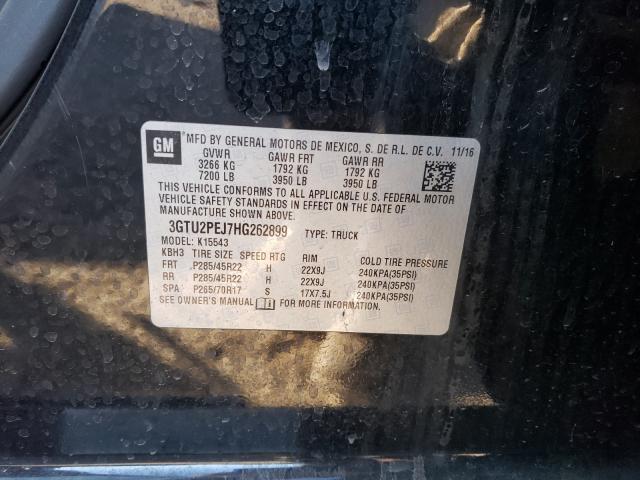 GM
MFD BY GENERAL MOTORS DE MEXICO, S. DE R.L. DE C.V. 11/16
GVWR GAWR FRT GAWR RR
3266 KG 1792 KG 1792 KG
7200 LB 3950 LB 3950 LB
THIS VEHICLE CONFORMS TO ALL APPLICABLE U.S. FEDERAL MOTOR
VEHICLE SAFETY STANDARDS IN EFFECT ON THE DATE OF
MANUFACTURE SHOWN ABOVE.
3GTU2PEJ7HG262899 TYPE: TRUCK
MODEL: K15543
KBH3 TIRE SIZE SPEED RTG RIM COLD TIRE PRESSURE
FRT P285/45R22 H 22X9J 240KPA(35PSI)
RR P285/45R22 H 22X9J 240KPA(35PSI)
SPA P265/70R17 S 17X7.5J 240KPA(35PSI)
SEE OWNER'S MANUAL FOR MORE INFORMATION.